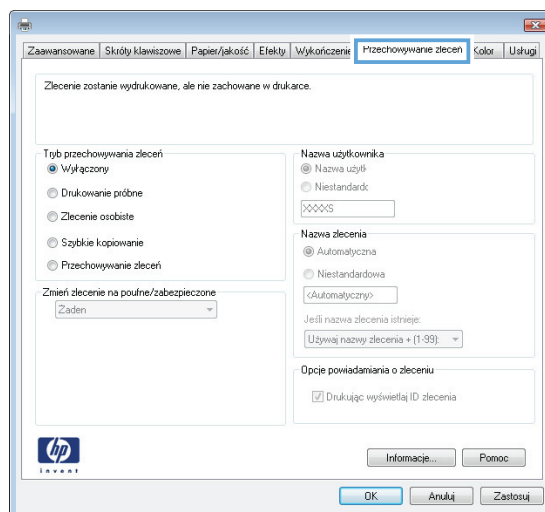 Zaawansowane Skróty klawiszowe Papier/jakość Efekty Wykończenie Przechowywanie zleceń Kolor Usługi
Zlecenie zostanie wydrukowane, ale nie zachowane w drukarce.
Tryb przechowywania zleceń
Wyłączony
Drukowanie próbne
Zlecenie osobiste
Szybkie kopiowanie
Przechowywanie zleceń
Zmień zlecenie na poufne/zabezpieczone
Żaden
Nazwa użytkownika
Nazwa użytk
Niestandardc
XXXXS
Nazwa zlecenia
Automatyczna
Niestandardowa
<Automatyczny>
Jeśli nazwa zlecenia istnieje:
Używaj nazwy zlecenia + (1-99):
Opcje powiadamiania o zleceniu
Drukując wyświetlaj ID zlecenia
hp
invent
Informacje... Pomoc
OK Anuluj Zastosuj